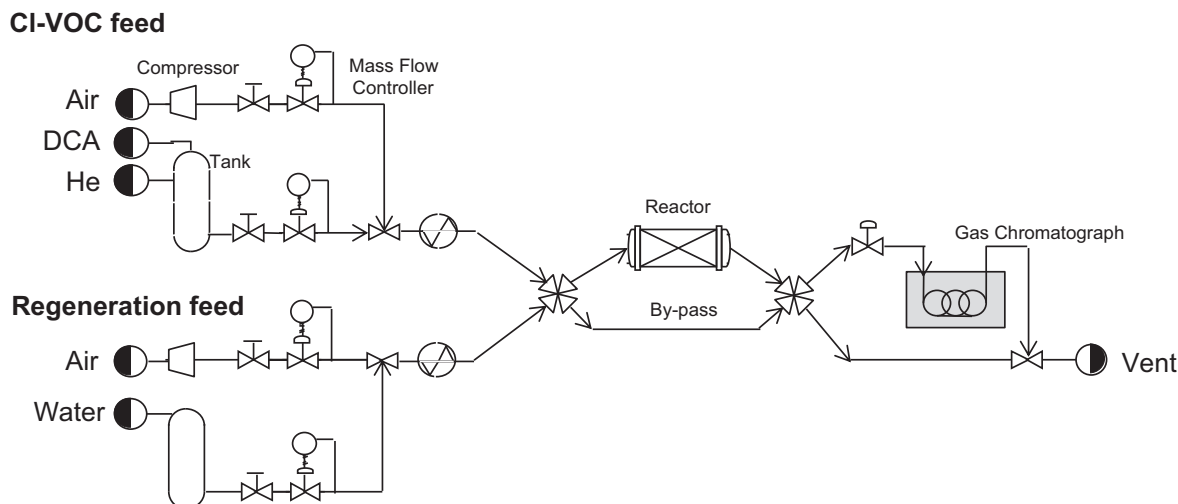 Cl-VOC feed
Compressor
Mass Flow
Controller
Air
DCA
Tank
He
Reactor
Gas Chromatograph
Regeneration feed
By-pass
Air
Vent
Water